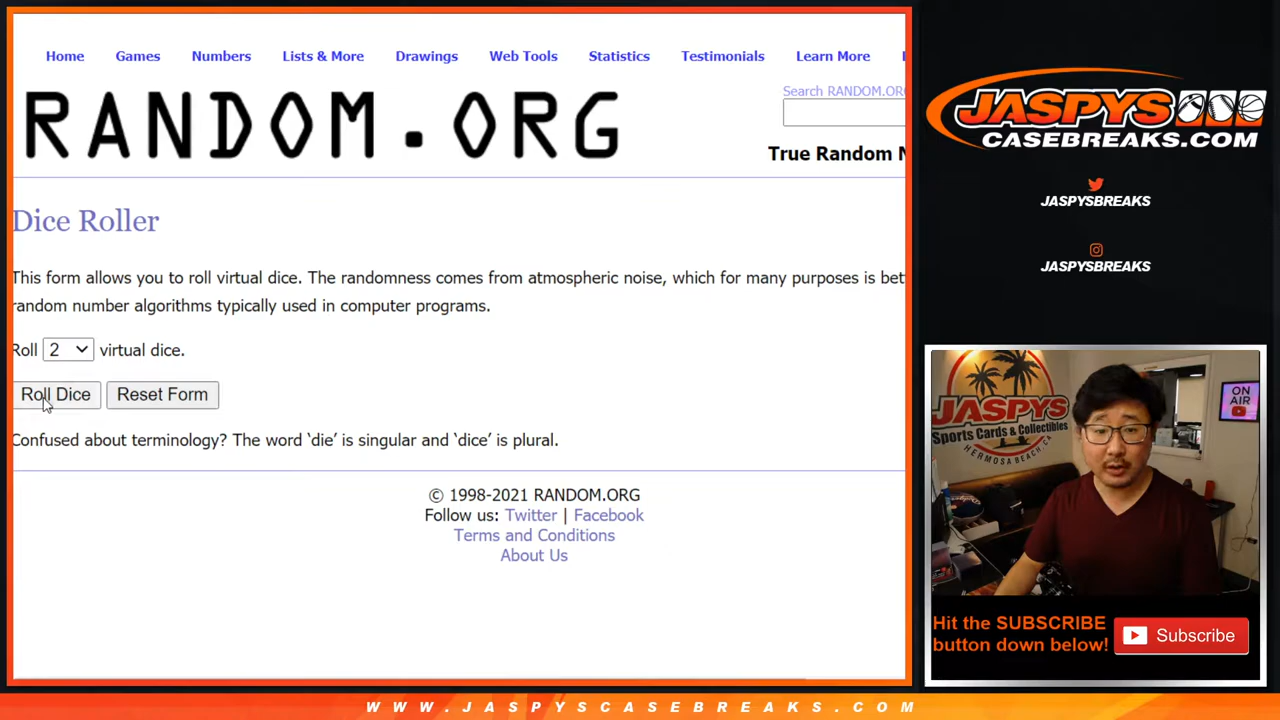 Home Games Numbers Lists & More Drawings Web Tools Statistics Testimonials Learn More
RANDOM.ORG
Search RANDOM.ORG
True Random N
Dice Roller
This form allows you to roll virtual dice. The randomness comes from atmospheric noise, which for many purposes is bet
random number algorithms typically used in computer programs.
Roll 2 virtual dice.
Roll Dice Reset Form
Confused about terminology? The word ‘die’ is singular and ‘dice’ is plural.
© 1998-2021 RANDOM.ORG
Follow us: Twitter | Facebook
Terms and Conditions
About Us
JASPYS
CASEBREAKS.COM
JASPYSBREAKS
JASPYSBREAKS
JASPYS
Sports Cards & Collectibles
HERMOSA BEACH, CA
ON
AIR
Hit the SUBSCRIBE
button down below!
Subscribe
WWW.JASPYSCASEBREAKS.COM